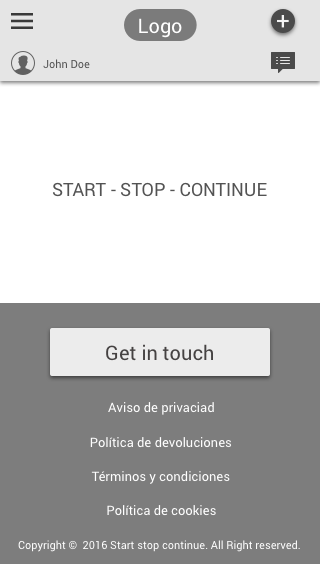 Logo
John Doe
START - STOP - CONTINUE
Get in touch
Aviso de privaciad
Política de devoluciones
Términos y condiciones
Política de cookies
Copyright © 2016 Start stop continue. All Right reserved.